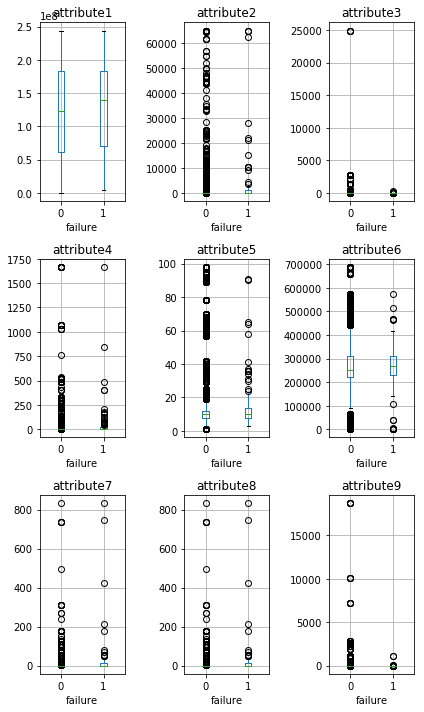 attribute1 attribute2 attribute3
1e8
2.5 60000 25000
2.0 50000 20000
1.5 40000 15000
1.0 30000 10000
0.5 20000 5000
0.0 10000 0
0
0 1 0 1 0 1
failure failure failure
attribute4 attribute5 attribute6
1750 100 700000
1500 80 600000
1250 60 500000
1000 40 400000
750 20 300000
500 0 200000
250 100000
0 0
0 1 0 1 0 1
failure failure failure
attribute7 attribute8 attribute9
800 800 15000
600 600 10000
400 400 5000
200 200 0
0 0
0 1 0 1 0 1
failure failure failure